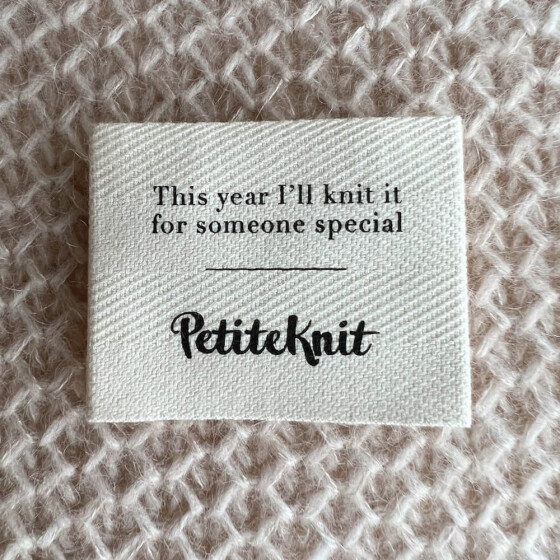 This year I'll knit it
for someone special
PetiteKnit